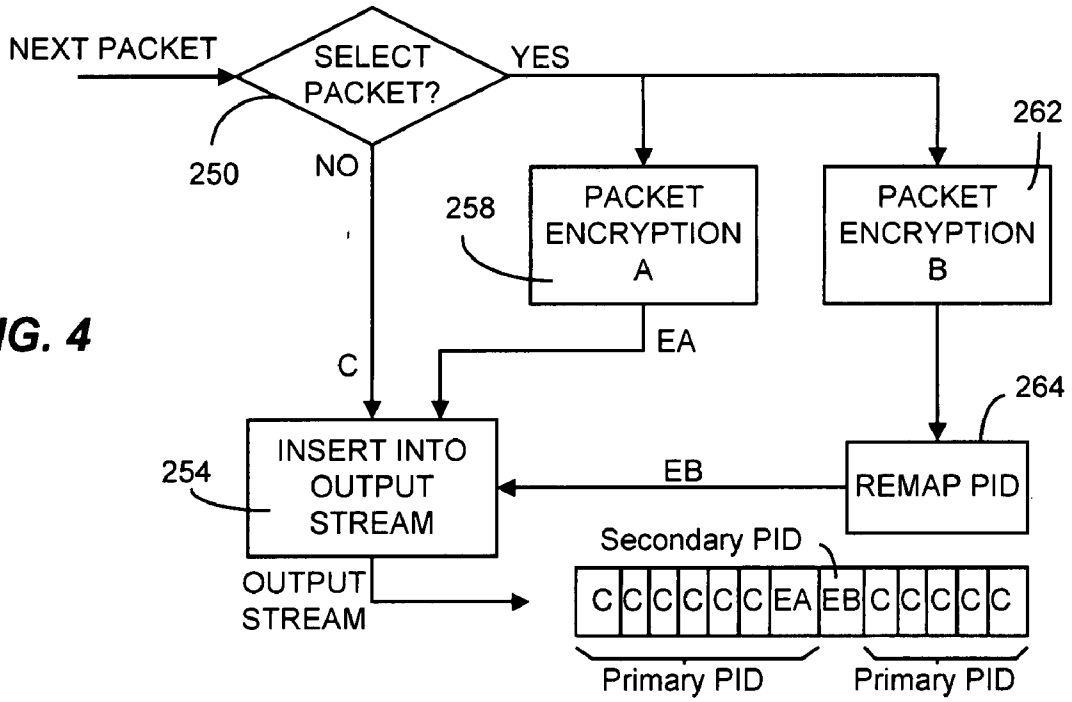 NEXT PACKET
SELECT
PACKET?
YES
250
NO
262
258
PACKET
ENCRYPTION
A
PACKET
ENCRYPTION
B
IG. 4
EA
C
264
INSERT INTO
OUTPUT
STREAM
254
EB
REMAP PID
Secondary PID
OUTPUT
STREAM
C C C C C C EA EB C C C C C
Primary PID
Primary PID